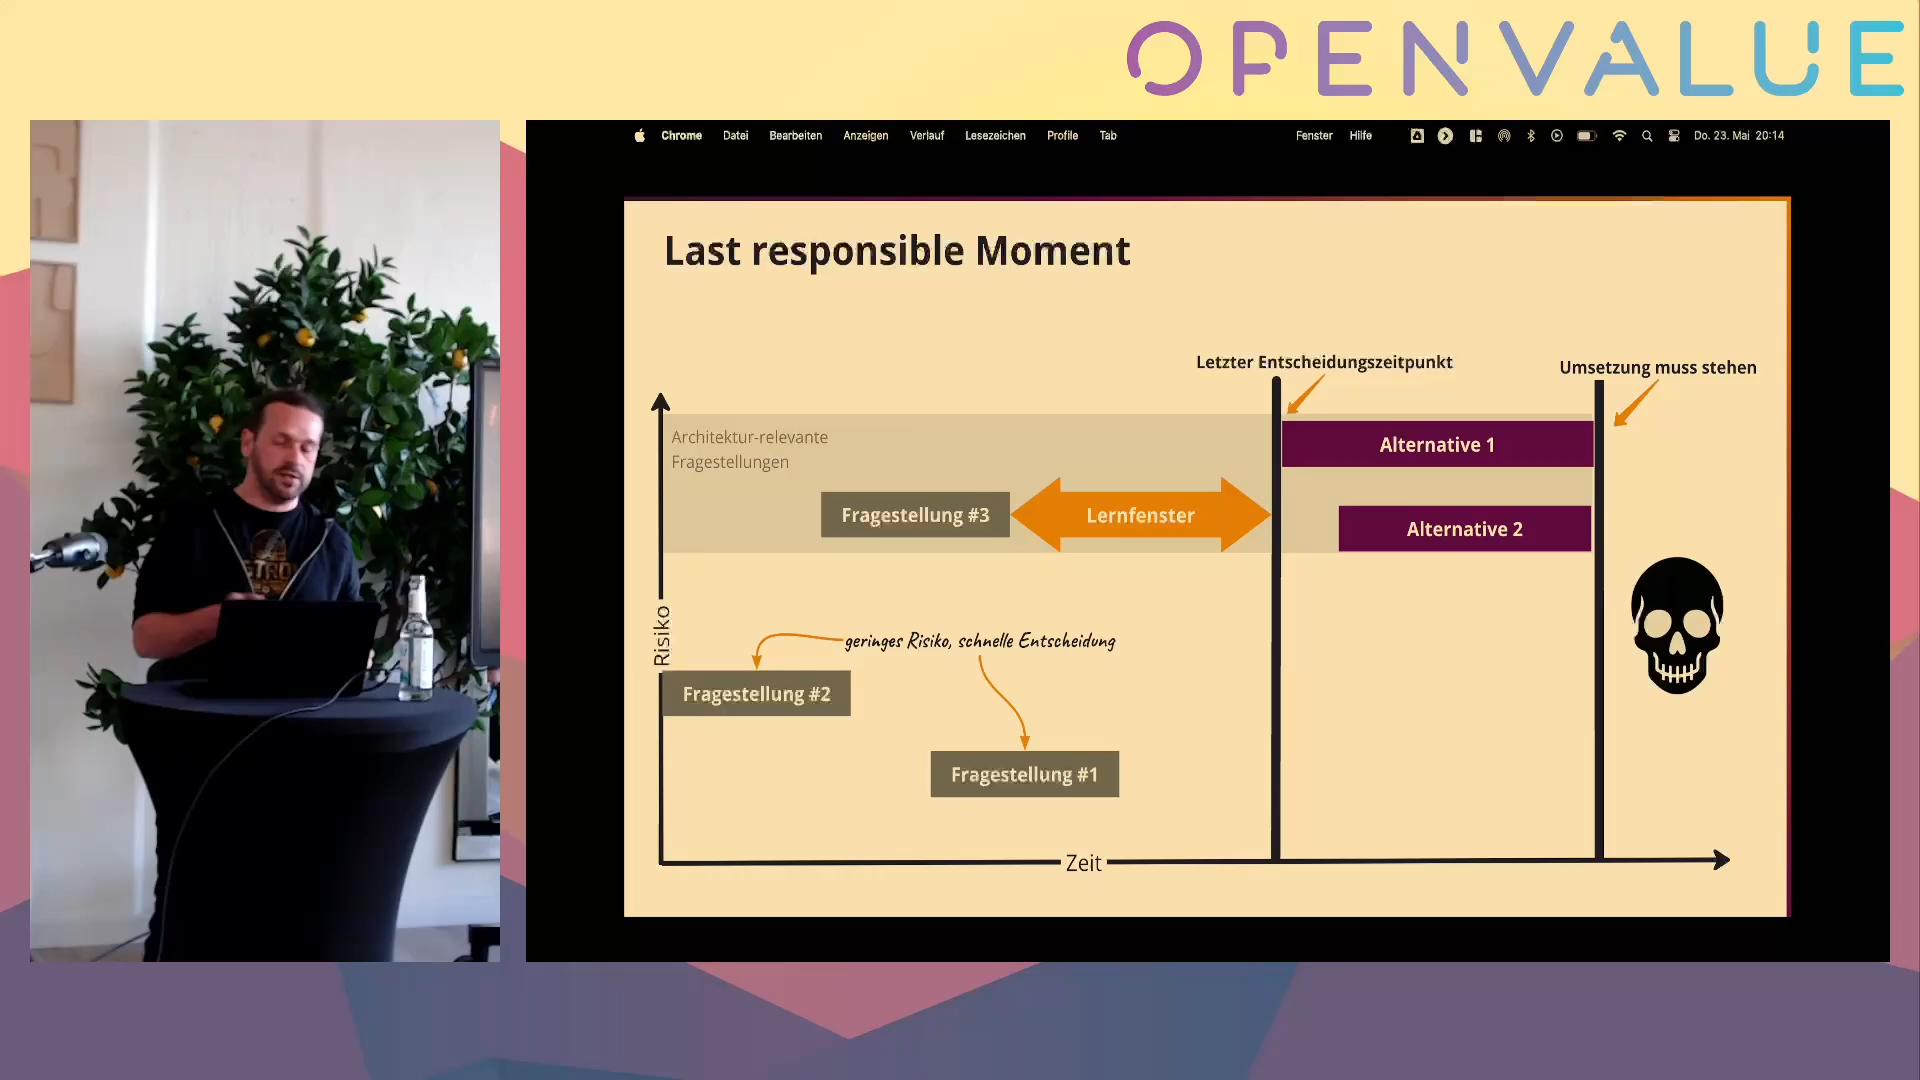 OPENVALUE
Chrome Datei Bearbeiten Anzeigen Verlauf Lesezeichen Profile Tab Fenster Hilfe Do. 23. Mai 20:14
Last responsible Moment
Letzter Entscheidungszeitpunkt
Umsetzung muss stehen
Architektur-relevante
Fragestellungen
Alternative 1
Fragestellung #3
Lernfenster
Alternative 2
Risiko
geringes Risiko, schnelle Entscheidung
Fragestellung #2
Fragestellung #1
Zeit